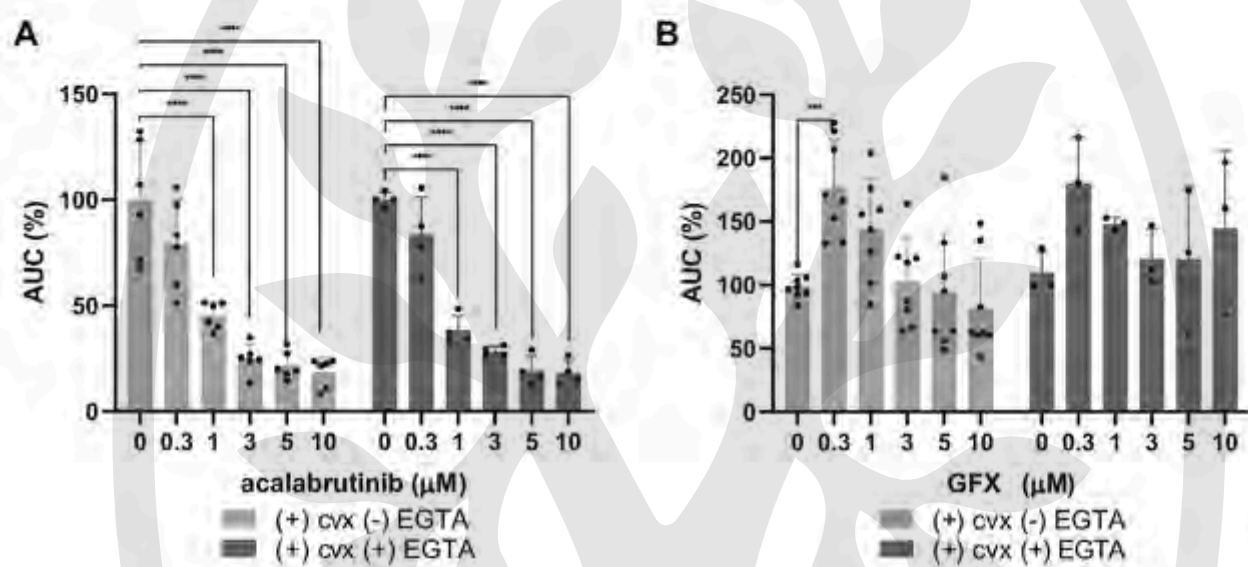 A
150
100
50
0
AUC (%)
**** 
****
****
****
****
****
****
****
0 0.3 1 3 5 10 0 0.3 1 3 5 10
acalabrutinib (µM)
(+) cvx (-) EGTA
(+) cvx (+) EGTA
B
250
200
150
100
50
0
AUC (%)
***
0 0.3 1 3 5 10 0 0.3 1 3 5 10
GFX (µM)
(+) cvx (-) EGTA
(+) cvx (+) EGTA